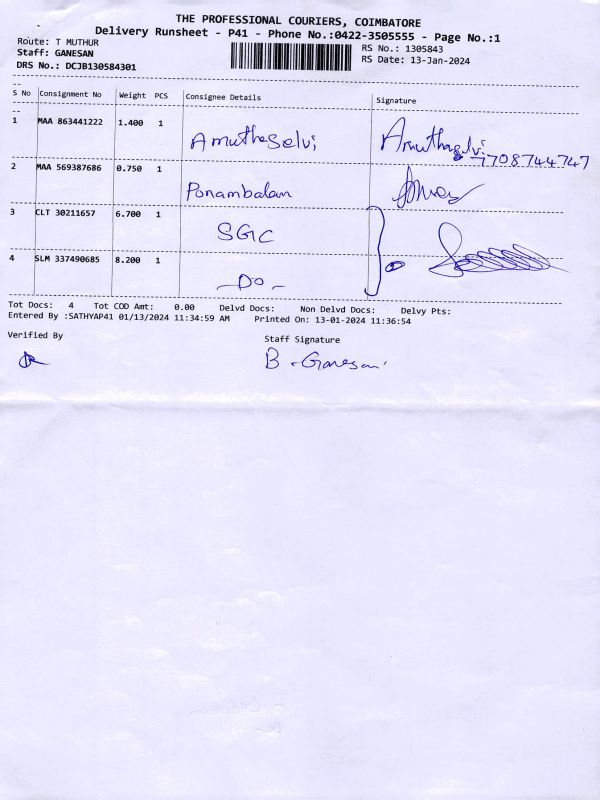 THE PROFESSIONAL COURIERS, COIMBATORE
Delivery Runsheet - P41 - Phone No.:0422-3505555 - Page No.:1
Route: T MUTHUR
Staff: GANESAN
DRS No.: DCJB130584301
RS No.: 1305843
RS Date: 13-Jan-2024
S No Consignment No Weight PCS Consignee Details Signature
1 MAA 863441222 1.400 1 Amuthaselvi Amuthaselvi
7708744747
2 MAA 569387686 0.750 1 Ponambalam
3 CLT 30211657 6.700 1 SGC
4 SLM 337490685 8.200 1 -DO-
Tot Docs: 4 Tot COD Amt: 0.00 Delvd Docs: Non Delvd Docs: Delvy Pts:
Entered By :SATHYAP41 01/13/2024 11:34:59 AM Printed On: 13-01-2024 11:36:54
Verified By Staff Signature
B. Ganesan